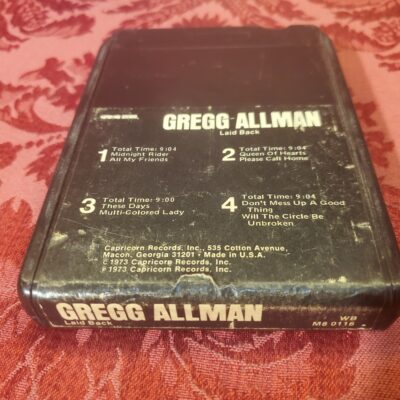 GREGG ALLMAN
Laid Back
1 Total Time: 9:04
Midnight Rider
All My Friends
2 Total Time: 9:04
Queen Of Hearts
Please Call Home
3 Total Time: 9:00
These Days
Multi-Colored Lady
4 Total Time: 9:04
Don't Mess Up A Good
Thing
Will The Circle Be
Unbroken
Capricorn Records, Inc., 535 Cotton Avenue,
Macon, Georgia 31201 - Made in U.S.A.
©1973 Capricorn Records, Inc.
℗1973 Capricorn Records, Inc.
GREGG ALLMAN
Laid Back
WB
M8 0116